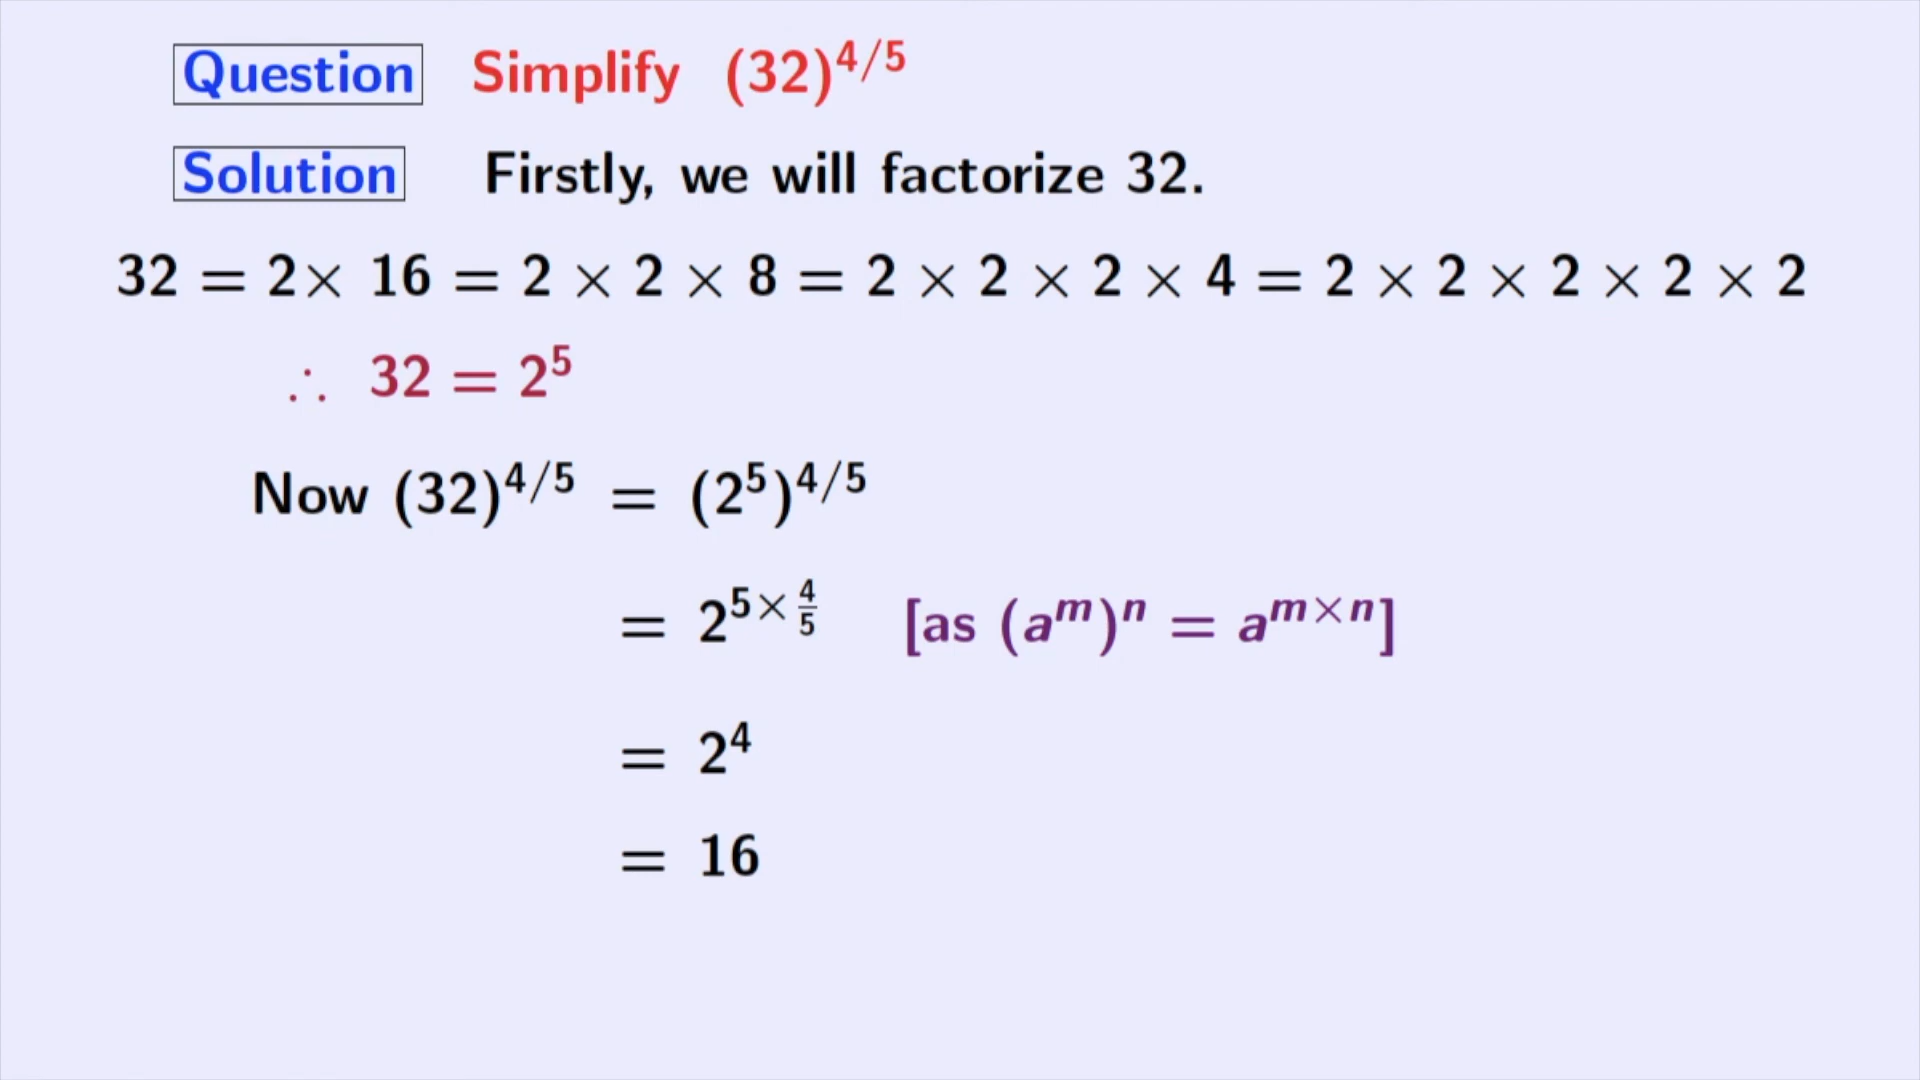 Question Simplify (32)^{4/5}
Solution Firstly, we will factorize 32.
32 = 2× 16 = 2 × 2 × 8 = 2 × 2 × 2 × 4 = 2 × 2 × 2 × 2 × 2
∴ 32 = 2^5
Now (32)^{4/5} = (2^5)^{4/5}
= 2^{5×\frac{4}{5}} [as (a^m)^n = a^{m×n}]
= 2^4
= 16